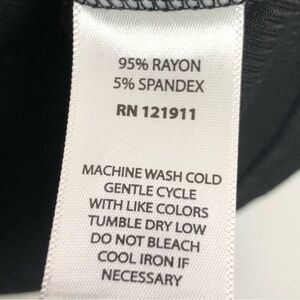 95% RAYON
5% SPANDEX
RN 121911
MACHINE WASH COLD
GENTLE CYCLE
WITH LIKE COLORS
TUMBLE DRY LOW
DO NOT BLEACH
COOL IRON IF
NECESSARY